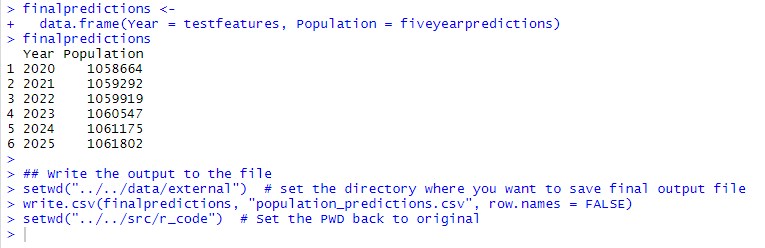 > finalpredictions <-
+   data.frame(Year = testfeatures, Population = fiveyearpredictions)
> finalpredictions
  Year Population
1 2020    1058664
2 2021    1059292
3 2022    1059919
4 2023    1060547
5 2024    1061175
6 2025    1061802
>
> ## Write the output to the file
> setwd("../../data/external")  # set the directory where you want to save final output file
> write.csv(finalpredictions, "population_predictions.csv", row.names = FALSE)
> setwd("../../src/r_code")  # Set the PWD back to original
>